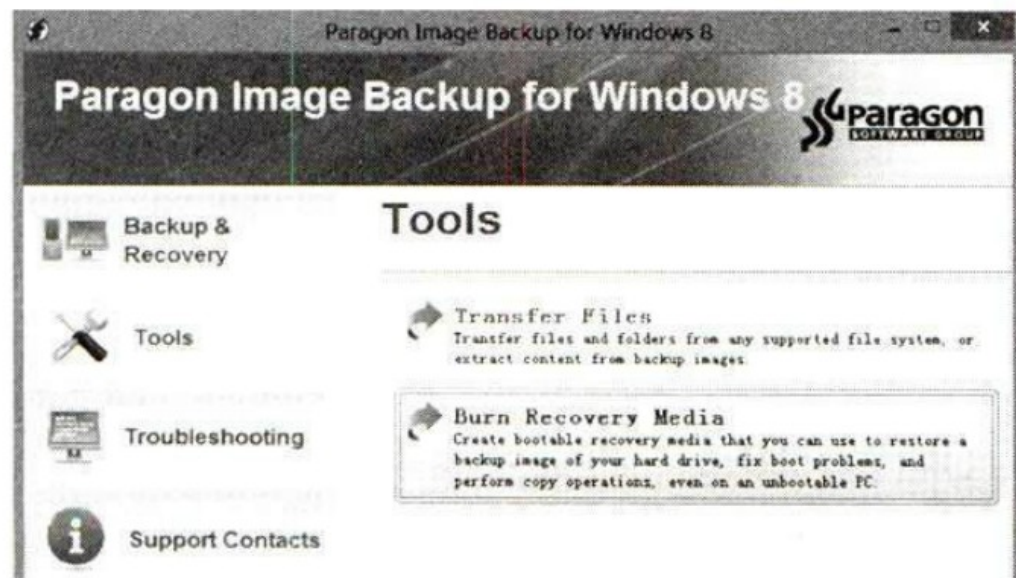 Paragon Image Backup for Windows 8
Paragon Image Backup for Windows 8
Paragon
SOFTWARE GROUP
Backup &
Recovery
Tools
Troubleshooting
Support Contacts
Tools
Transfer Files
Transfer files and folders from any supported file system, or
extract content from backup images.
Burn Recovery Media
Create bootable recovery media that you can use to restore a
backup image of your hard drive, fix boot problems, and
perform copy operations, even on an unbootable PC.